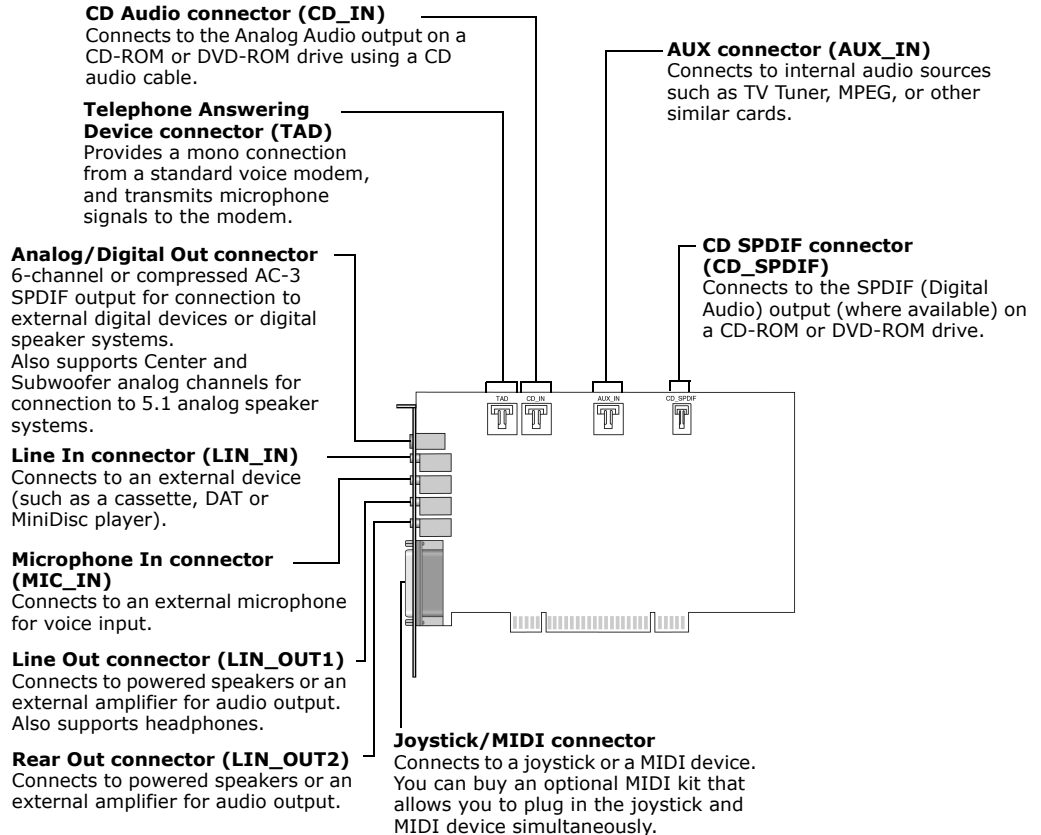 CD Audio connector (CD_IN)
Connects to the Analog Audio output on a
CD-ROM or DVD-ROM drive using a CD
audio cable.
Telephone Answering
Device connector (TAD)
Provides a mono connection
from a standard voice modem,
and transmits microphone
signals to the modem.
Analog/Digital Out connector
6-channel or compressed AC-3
SPDIF output for connection to
external digital devices or digital
speaker systems.
Also supports Center and
Subwoofer analog channels for
connection to 5.1 analog speaker
systems.
Line In connector (LIN_IN)
Connects to an external device
(such as a cassette, DAT or
MiniDisc player).
Microphone In connector
(MIC_IN)
Connects to an external microphone
for voice input.
Line Out connector (LIN_OUT1)
Connects to powered speakers or an
external amplifier for audio output.
Also supports headphones.
Rear Out connector (LIN_OUT2)
Connects to powered speakers or an
external amplifier for audio output.
AUX connector (AUX_IN)
Connects to internal audio sources
such as TV Tuner, MPEG, or other
similar cards.
CD SPDIF connector
(CD_SPDIF)
Connects to the SPDIF (Digital
Audio) output (where available) on
a CD-ROM or DVD-ROM drive.
TAD CD_IN AUX_IN CD_SPDIF
Joystick/MIDI connector
Connects to a joystick or a MIDI device.
You can buy an optional MIDI kit that
allows you to plug in the joystick and
MIDI device simultaneously.